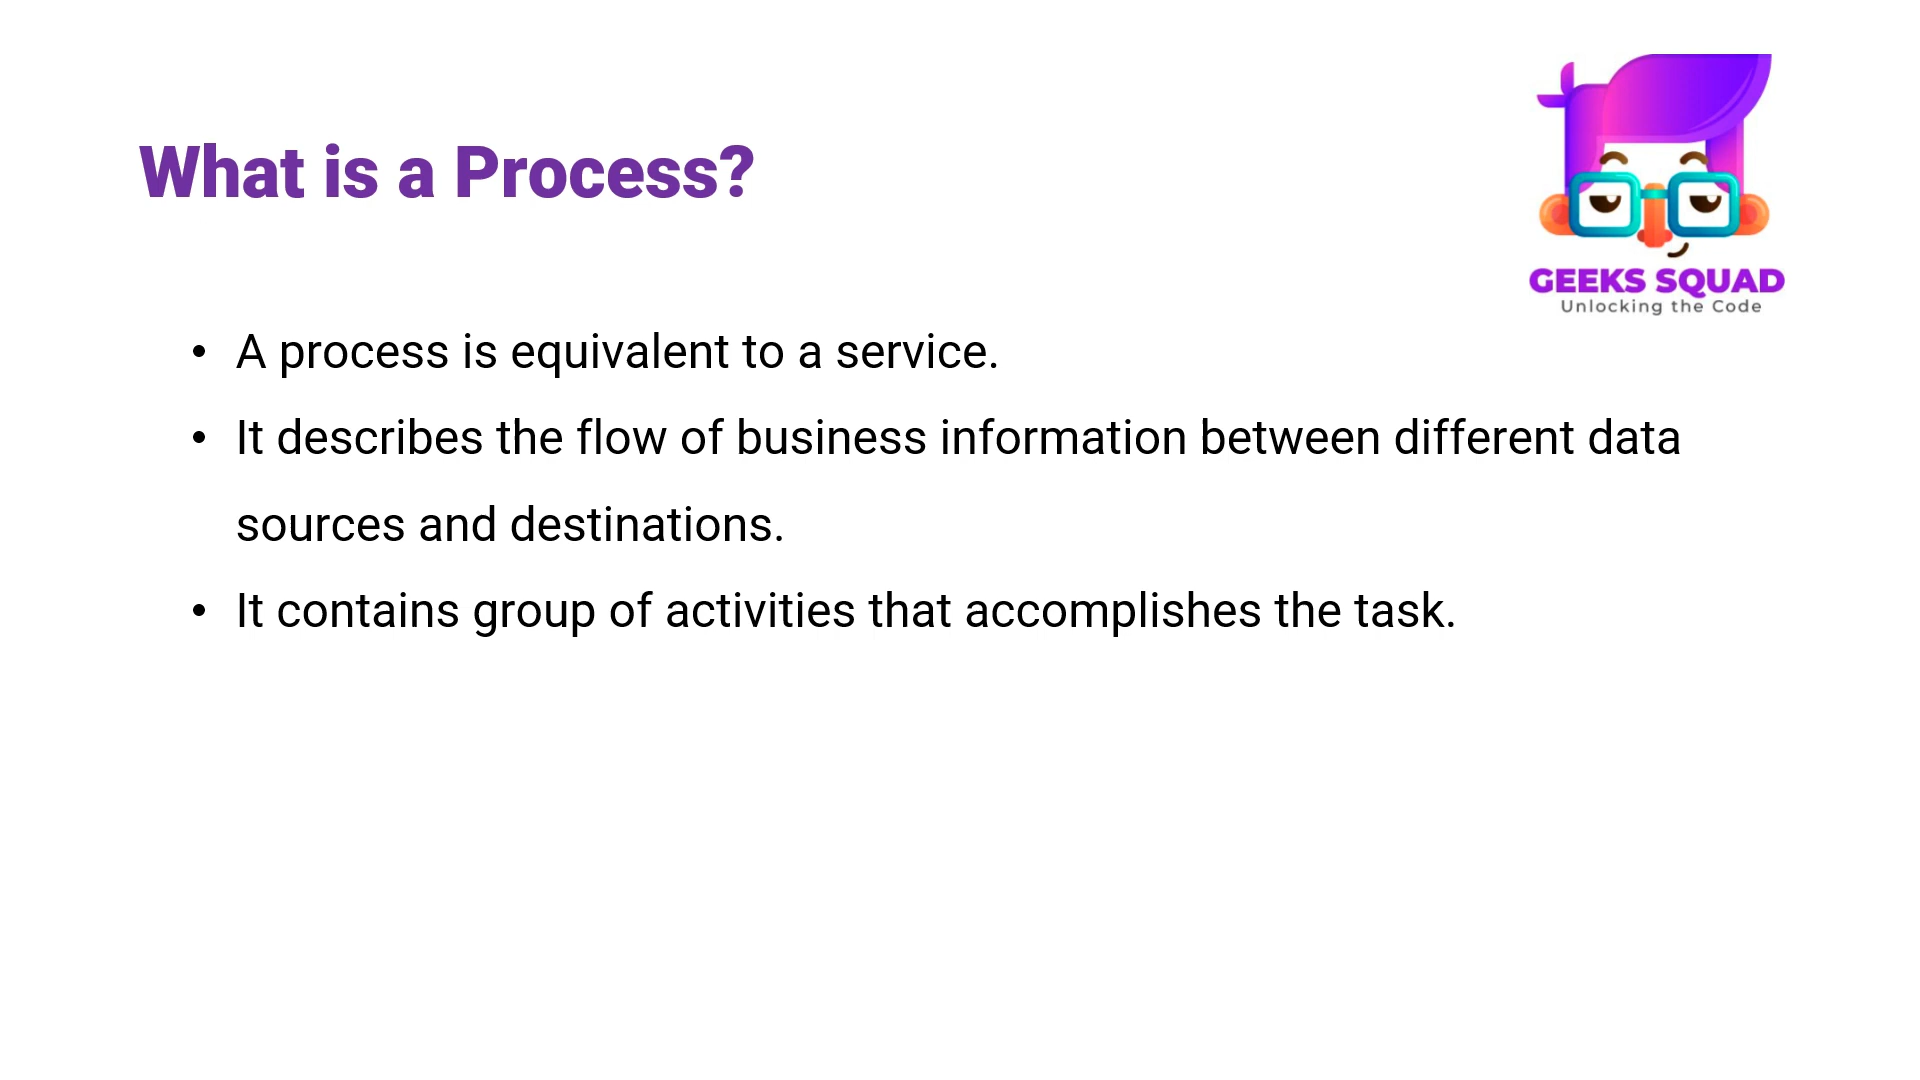 What is a Process?
GEEKS SQUAD
Unlocking the Code
• A process is equivalent to a service.
• It describes the flow of business information between different data
sources and destinations.
• It contains group of activities that accomplishes the task.